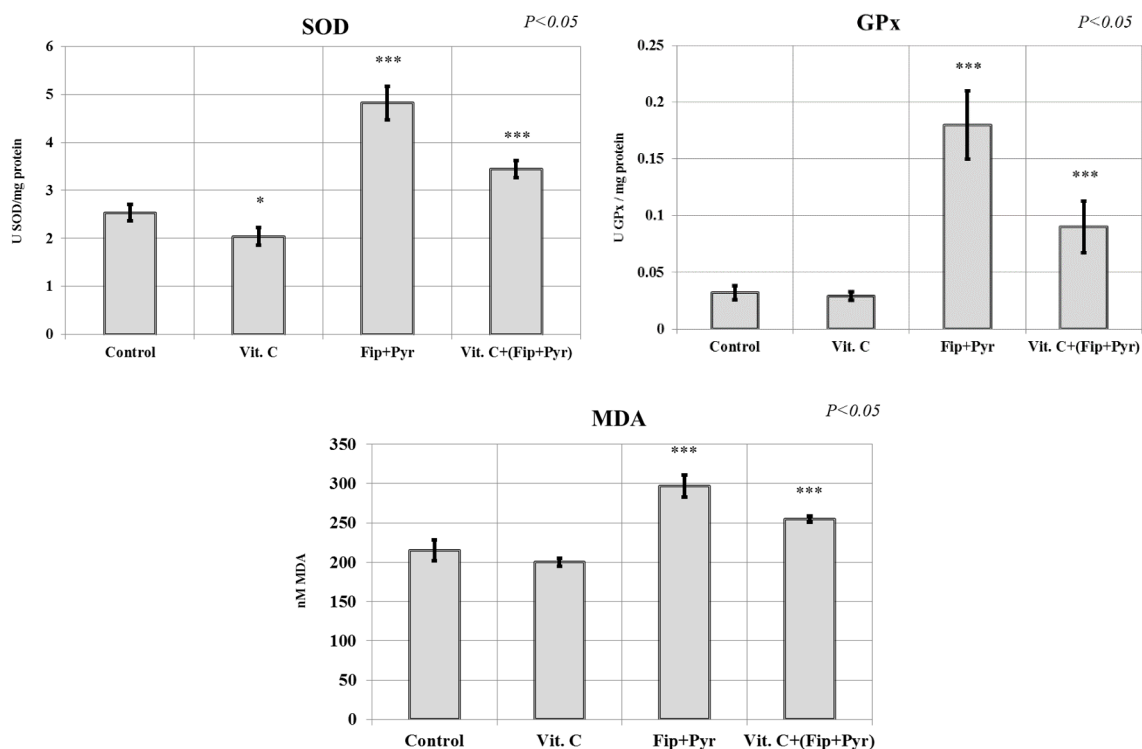 SOD
P<0.05
U SOD/mg protein
6
5
4
3
2
1
0
*
***
***
Control
Vit. C
Fip+Pyr
Vit. C+(Fip+Pyr)
GPx
P<0.05
U GPx / mg protein
0.25
0.2
0.15
0.1
0.05
0
***
***
Control
Vit. C
Fip+Pyr
Vit. C+(Fip+Pyr)
MDA
P<0.05
nM MDA
350
300
250
200
150
100
50
0
***
***
Control
Vit. C
Fip+Pyr
Vit. C+(Fip+Pyr)